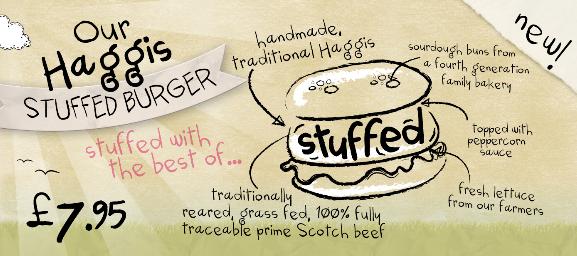 Our
Haggis
STUFFED BURGER
stuffed with
the best of...
£7.95
handmade,
traditional Haggis
sourdough buns from
a fourth generation
family bakery
new!
stuffed
topped with
peppercorn
sauce
fresh lettuce
from our farmers
traditionally
reared, grass fed, 100% fully
traceable prime Scotch beef